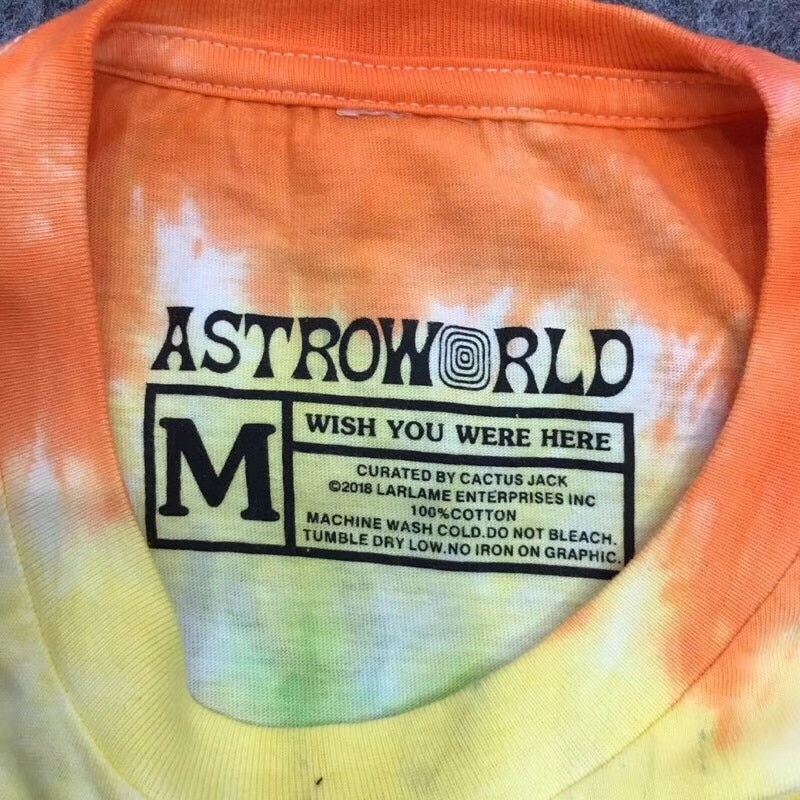 ASTROWORLD
M
WISH YOU WERE HERE
CURATED BY CACTUS JACK
©2018 LARLAME ENTERPRISES INC
100%COTTON
MACHINE WASH COLD.DO NOT BLEACH.
TUMBLE DRY LOW.NO IRON ON GRAPHIC.